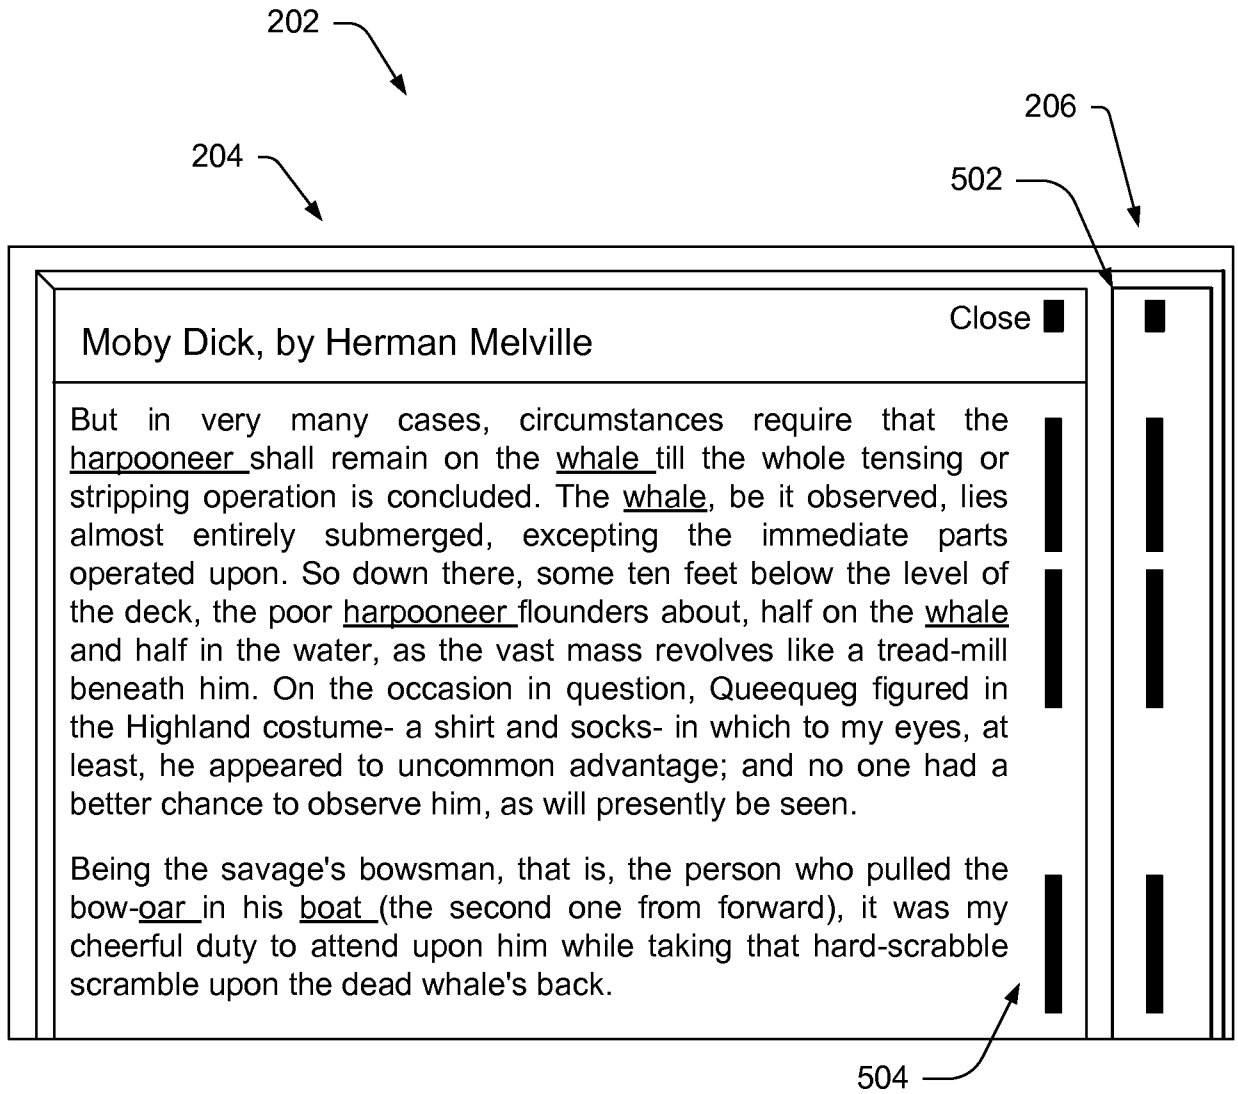 202
206
204
502
Close
Moby Dick, by Herman Melville
But in very many cases, circumstances require that the
harpooneer shall remain on the whale till the whole tensing or
stripping operation is concluded. The whale, be it observed, lies
almost entirely submerged, excepting the immediate parts
operated upon. So down there, some ten feet below the level of
the deck, the poor harpooneer flounders about, half on the whale
and half in the water, as the vast mass revolves like a tread-mill
beneath him. On the occasion in question, Queequeg figured in
the Highland costume- a shirt and socks- in which to my eyes, at
least, he appeared to uncommon advantage; and no one had a
better chance to observe him, as will presently be seen.
Being the savage's bowsman, that is, the person who pulled the
bow-oar in his boat (the second one from forward), it was my
cheerful duty to attend upon him while taking that hard-scrabble
scramble upon the dead whale's back.
504